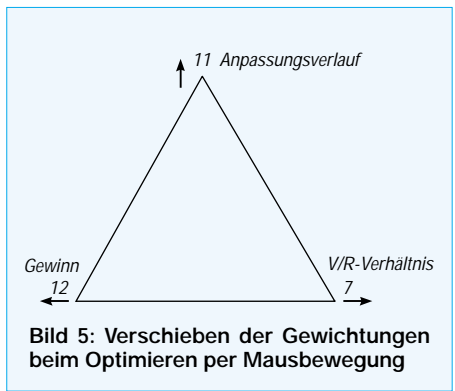 11 Anpassungsverlauf
Gewinn
12
V/R-Verhältnis
7
Bild 5: Verschieben der Gewichtungen
beim Optimieren per Mausbewegung